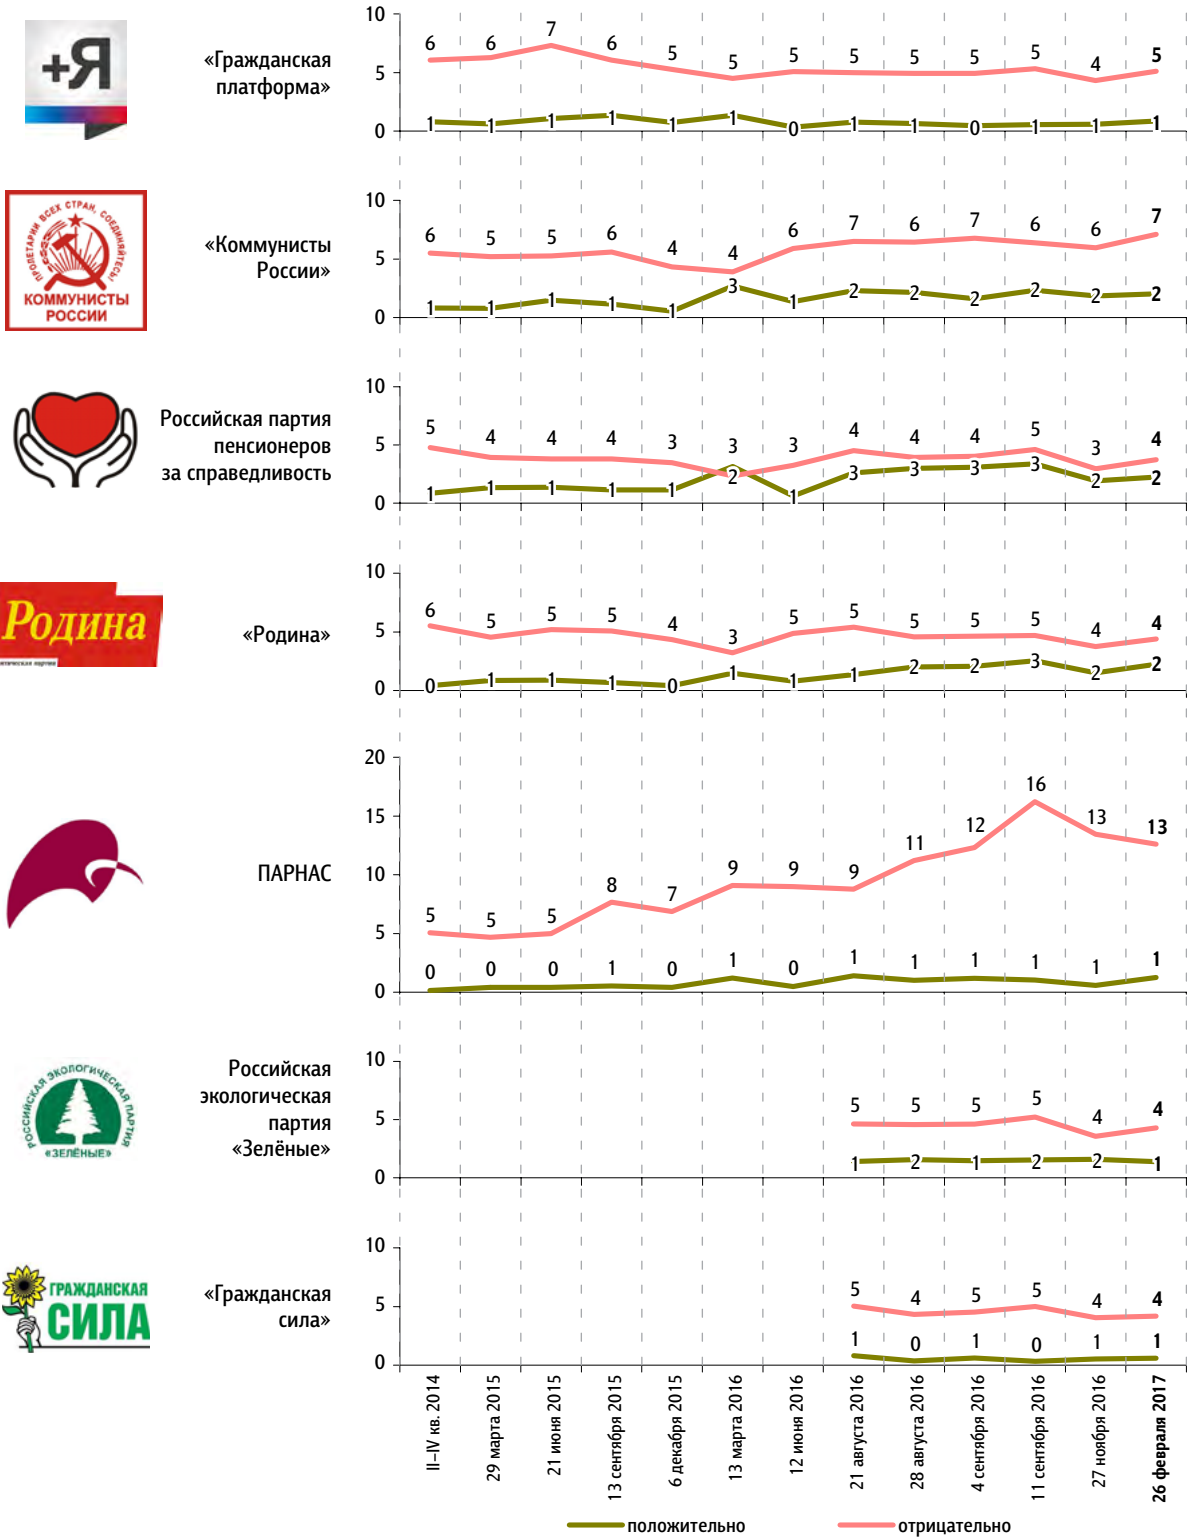 10
5
0
+Я
«Гражданская
платформа»
6 6 7 6 5 5 5 5 5 5 5 4 5
1 1 1 1 1 1 0 1 1 0 1 1 1
10
5
0
ПРОЛЕТАРИИ ВСЕХ СТРАН, СОЕДИНЯЙТЕСЬ!
КОММУНИСТЫ
РОССИИ
«Коммунисты
России»
6 5 5 6 4 4 6 7 6 7 6 6 7
1 1 1 1 1 3 1 2 2 2 2 2 2
10
5
0
Российская партия
пенсионеров
за справедливость
5 4 4 4 3 3 3 4 4 4 5 3 4
1 1 1 1 1 2 1 3 3 3 3 2 2
10
5
0
Родина
«Родина»
6 5 5 5 4 3 5 5 5 5 5 4 4
0 1 1 1 0 1 1 1 2 2 3 2 2
20
15
10
5
0
ПАРНАС
5 5 5 8 7 9 9 9 11 12 16 13 13
0 0 0 1 0 1 0 1 1 1 1 1 1
10
5
0
РОССИЙСКАЯ ЭКОЛОГИЧЕСКАЯ ПАРТИЯ
«ЗЕЛЁНЫЕ»
Российская
экологическая
партия
«Зелёные»
5 5 5 5 4 4
1 2 1 2 2 1
10
5
0
ГРАЖДАНСКАЯ
СИЛА
«Гражданская
сила»
5 4 5 5 4 4
1 0 1 0 1 1
II–IV кв. 2014
29 марта 2015
21 июня 2015
13 сентября 2015
6 декабря 2015
13 марта 2016
12 июня 2016
21 августа 2016
28 августа 2016
4 сентября 2016
11 сентября 2016
27 ноября 2016
26 февраля 2017
положительно
отрицательно